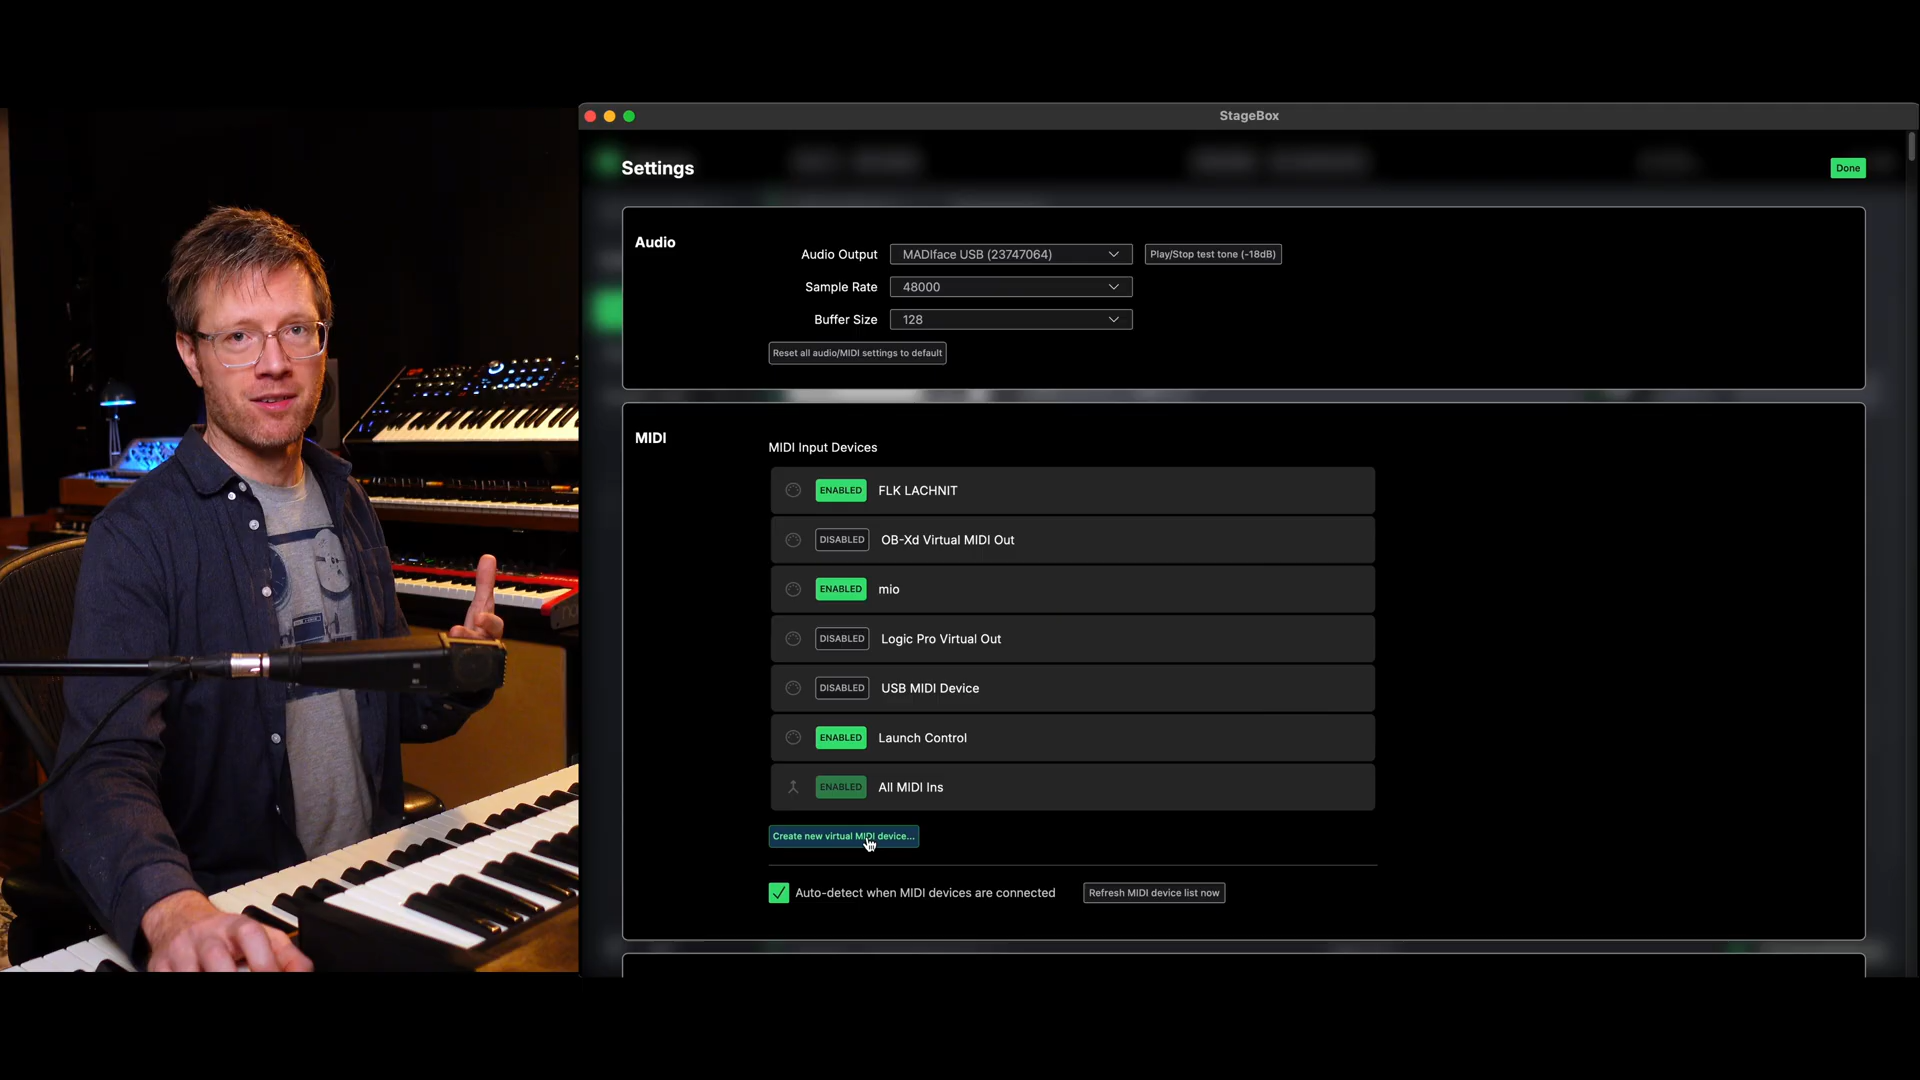 StageBox
Settings
Done
Audio
Audio Output
MADIface USB (23747064)
Play/Stop test tone (-18dB)
Sample Rate
48000
Buffer Size
128
Reset all audio/MIDI settings to default
MIDI
MIDI Input Devices
ENABLED FLK LACHNIT
DISABLED OB-Xd Virtual MIDI Out
ENABLED mio
DISABLED Logic Pro Virtual Out
DISABLED USB MIDI Device
ENABLED Launch Control
ENABLED All MIDI Ins
Create new virtual MIDI device...
Auto-detect when MIDI devices are connected
Refresh MIDI device list now